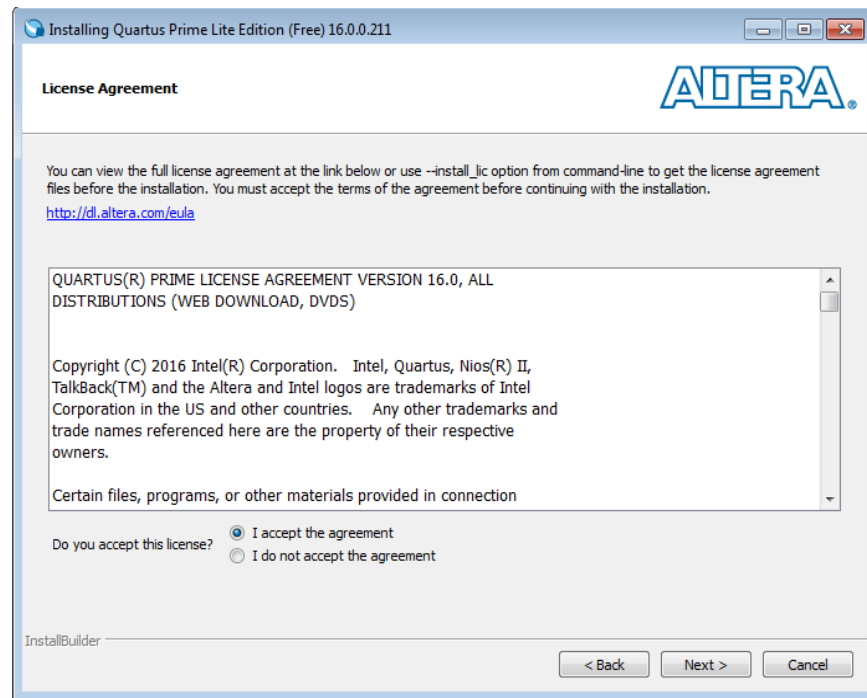 Installing Quartus Prime Lite Edition (Free) 16.0.0.211
License Agreement
ALTERA®
You can view the full license agreement at the link below or use --install_lic option from command-line to get the license agreement
files before the installation. You must accept the terms of the agreement before continuing with the installation.
http://dl.altera.com/eula
QUARTUS(R) PRIME LICENSE AGREEMENT VERSION 16.0, ALL
DISTRIBUTIONS (WEB DOWNLOAD, DVDS)
Copyright (C) 2016 Intel(R) Corporation.   Intel, Quartus, Nios(R) II,
TalkBack(TM) and the Altera and Intel logos are trademarks of Intel
Corporation in the US and other countries.    Any other trademarks and
trade names referenced here are the property of their respective
owners.
Certain files, programs, or other materials provided in connection
Do you accept this license?
I accept the agreement
I do not accept the agreement
InstallBuilder
< Back
Next >
Cancel